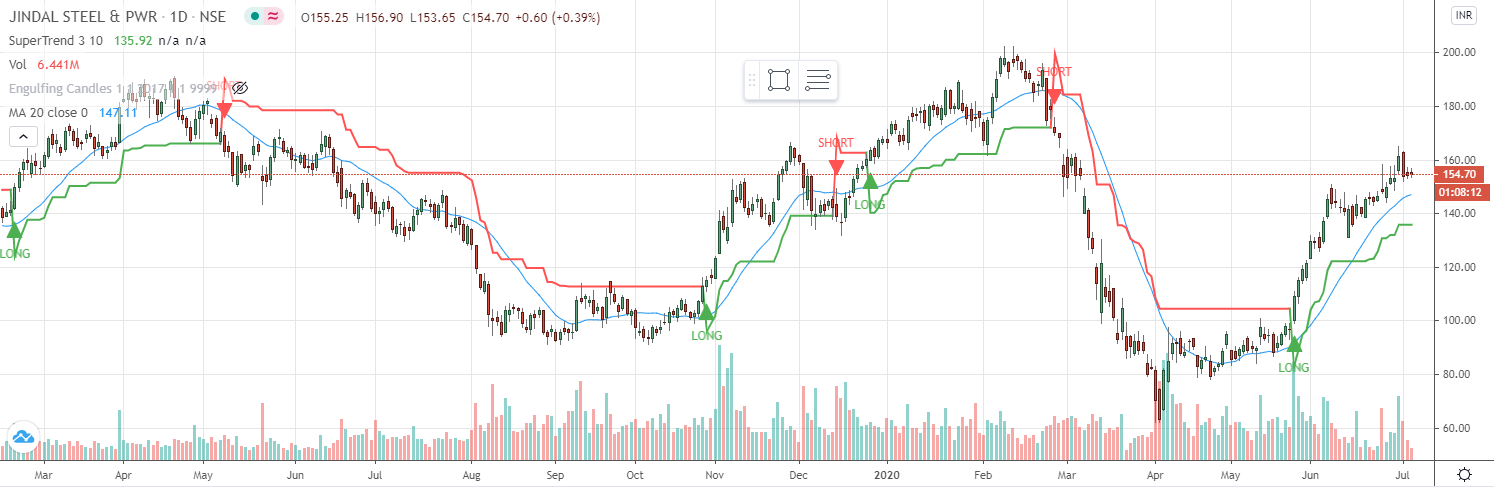 JINDAL STEEL & PWR · 1D · NSE O155.25 H156.90 L153.65 C154.70 +0.60 (+0.39%) INR
SuperTrend 3 10 135.92 n/a n/a
Vol 6.441M
Engulfing Candles 1 1 2017 1 1 9999
MA 20 close 0 147.11
SHORT
SHORT
SHORT
LONG
LONG
LONG
LONG
200.00
180.00
160.00
154.70
01:08:12
140.00
120.00
100.00
80.00
60.00
Mar Apr May Jun Jul Aug Sep Oct Nov Dec 2020 Feb Mar Apr May Jun Jul